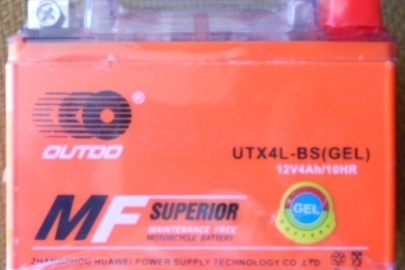 ®
OUTDO
UTX4L-BS(GEL)
12V4Ah/10HR
MF SUPERIOR
MAINTENANCE FREE
MOTORCYCLE BATTERY
GEL
BATTERY
ZHANGZHOU HUAWEI POWER SUPPLY TECHNOLOGY CO .,LTD